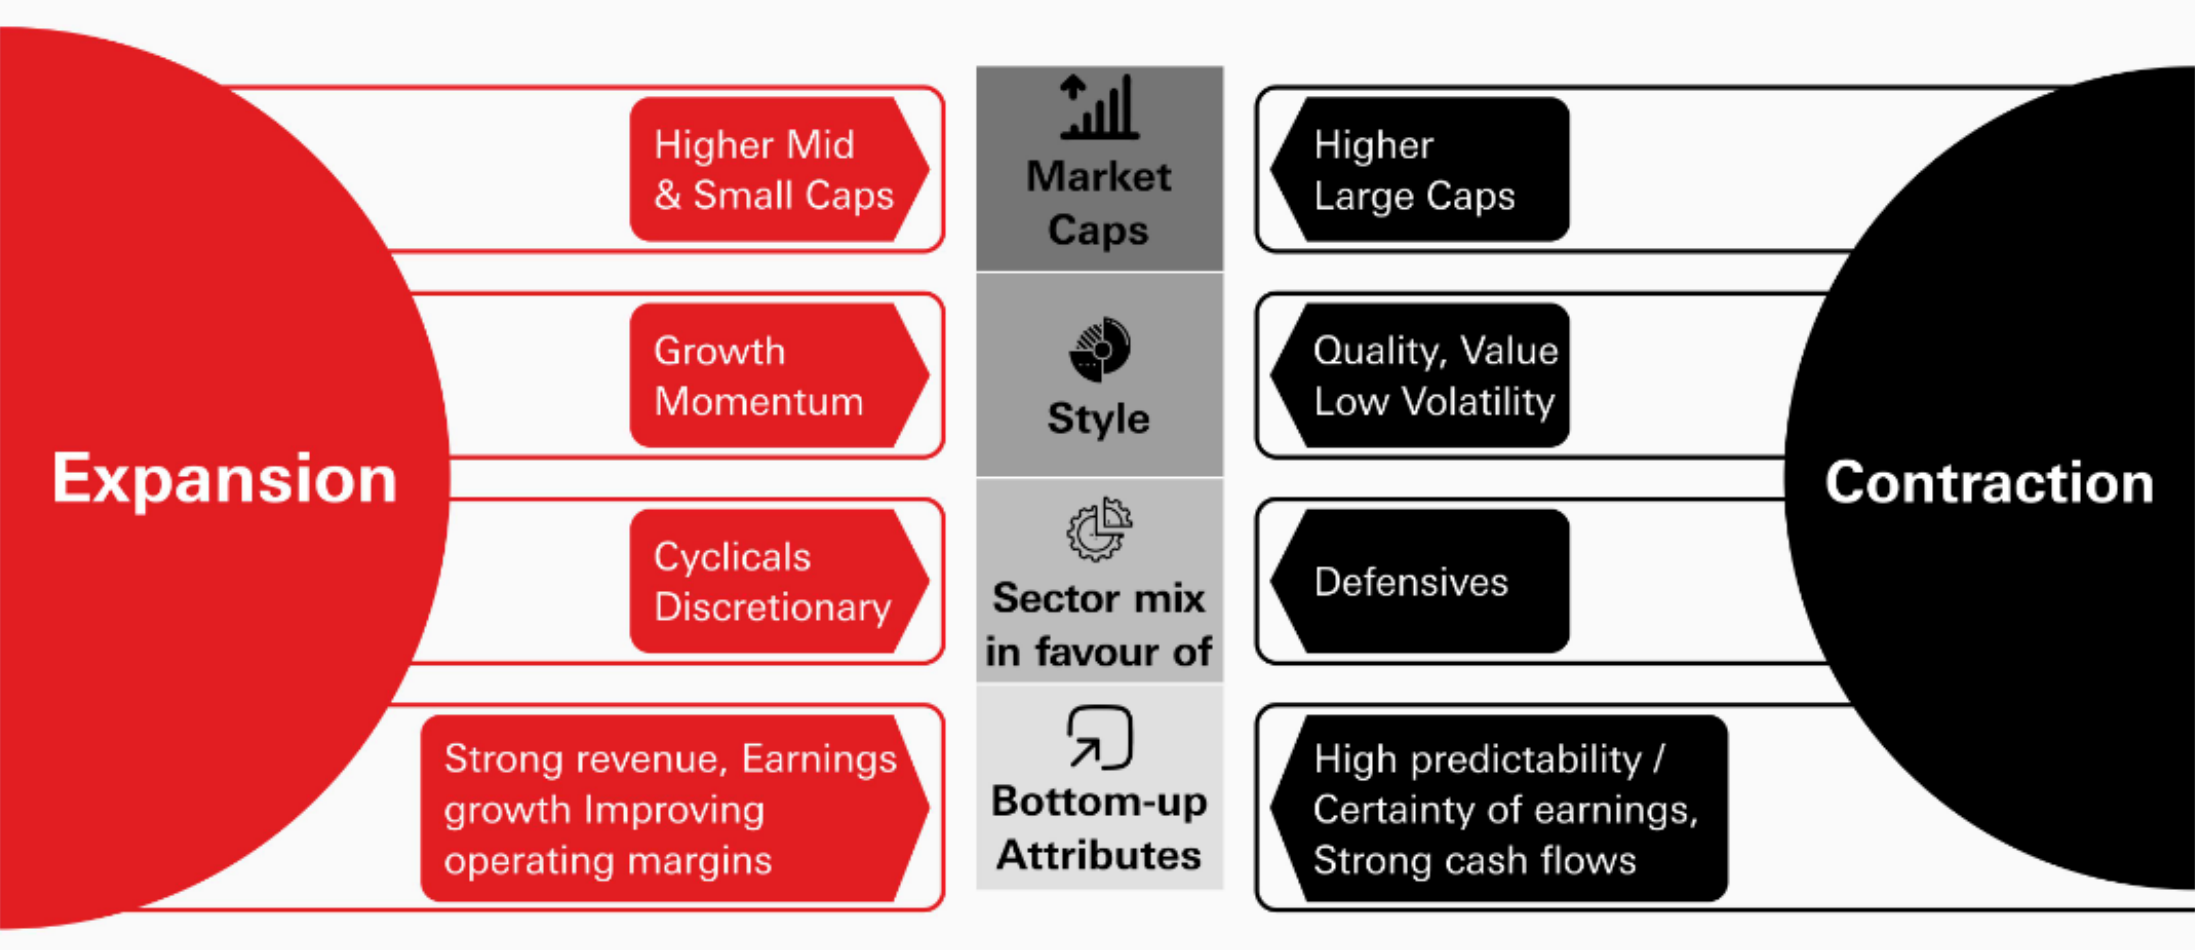 Expansion
Higher Mid
& Small Caps
Growth
Momentum
Cyclicals
Discretionary
Strong revenue, Earnings
growth Improving
operating margins
Market
Caps
Style
Sector mix
in favour of
Bottom-up
Attributes
Higher
Large Caps
Quality, Value
Low Volatility
Defensives
High predictability /
Certainty of earnings,
Strong cash flows
Contraction